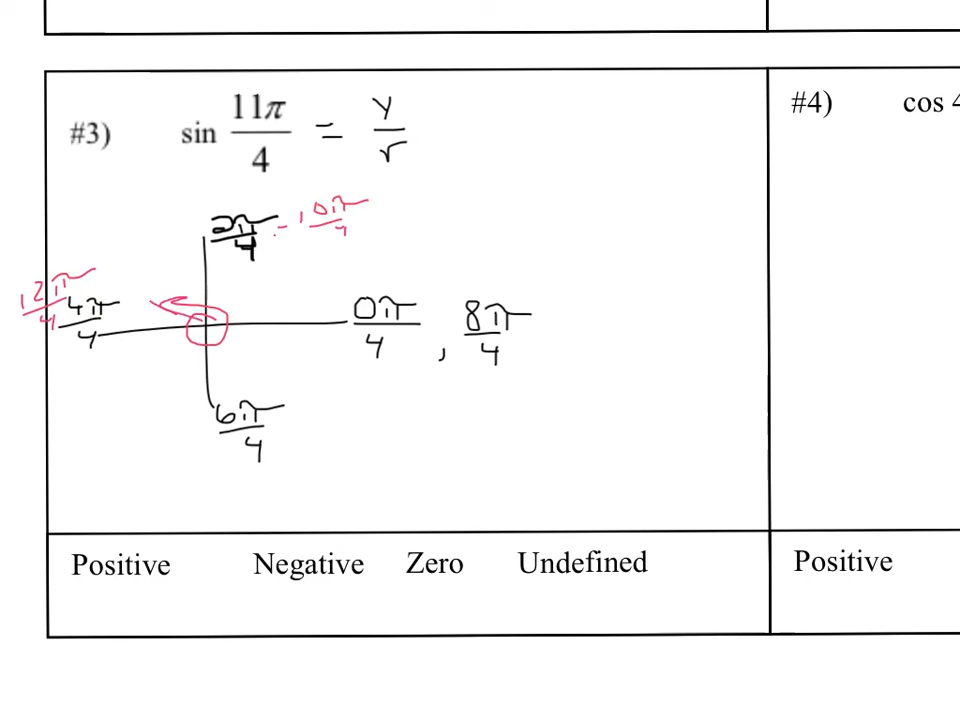 #3) sin 11π/4 = y/r
#4) cos 4
2π/4 - 10π/4
12π/4 4π/4 0π/4 , 8π/4
6π/4
Positive Negative Zero Undefined
Positive